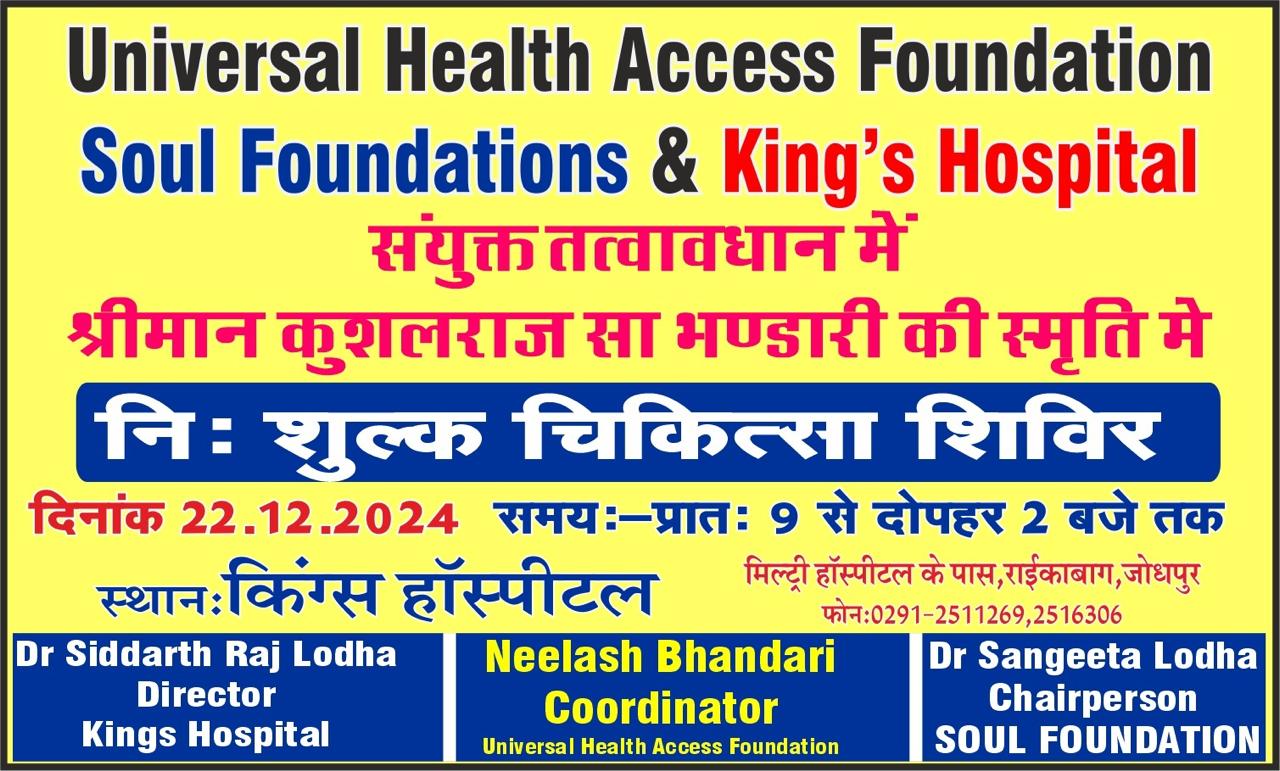 Universal Health Access Foundation
Soul Foundations & King's Hospital
संयुक्त तत्वावधान में
श्रीमान कुशलराज सा भण्डारी की स्मृति मे
निः शुल्क चिकित्सा शिविर
दिनांक 22.12.2024 समयः–प्रातः 9 से दोपहर 2 बजे तक
स्थानःकिंग्स हॉस्पीटल
मिल्ट्री हॉस्पीटल के पास,राईकाबाग,जोधपुर
फोनः0291-2511269,2516306
Dr Siddarth Raj Lodha
Director
Kings Hospital
Neelash Bhandari
Coordinator
Universal Health Access Foundation
Dr Sangeeta Lodha
Chairperson
SOUL FOUNDATION